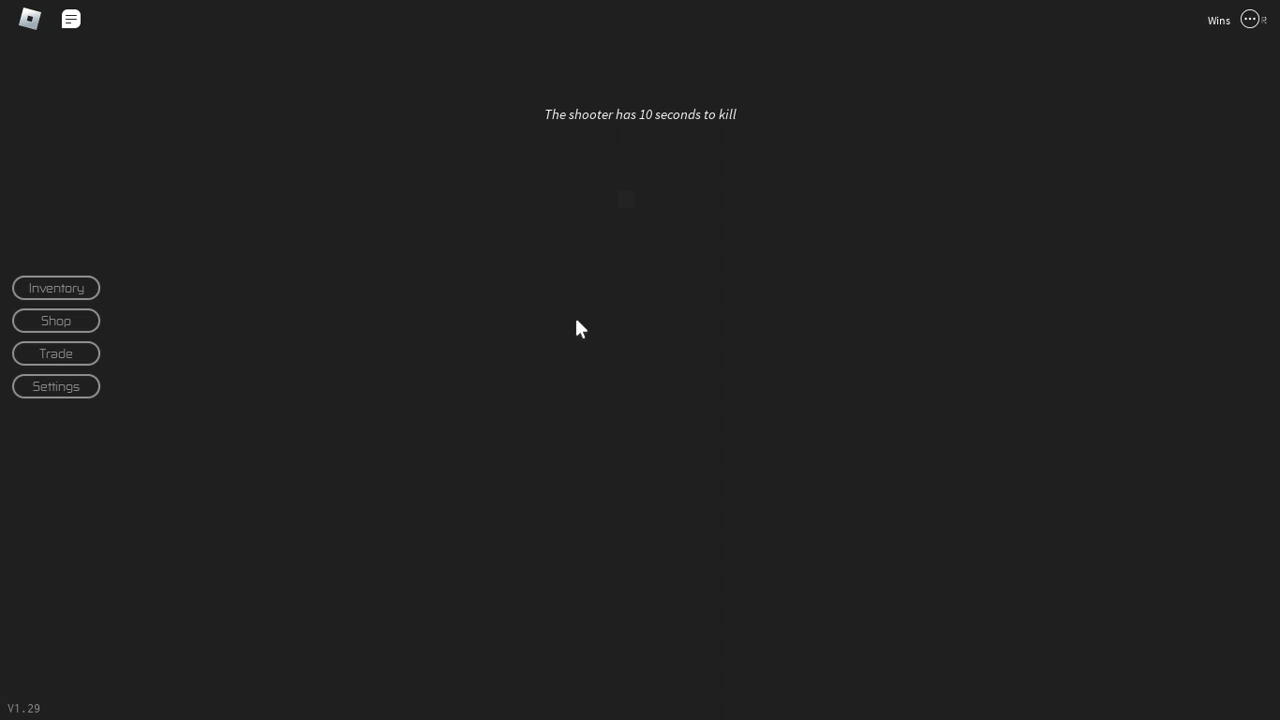 Wins
The shooter has 10 seconds to kill
Inventory
Shop
Trade
Settings
V1.29